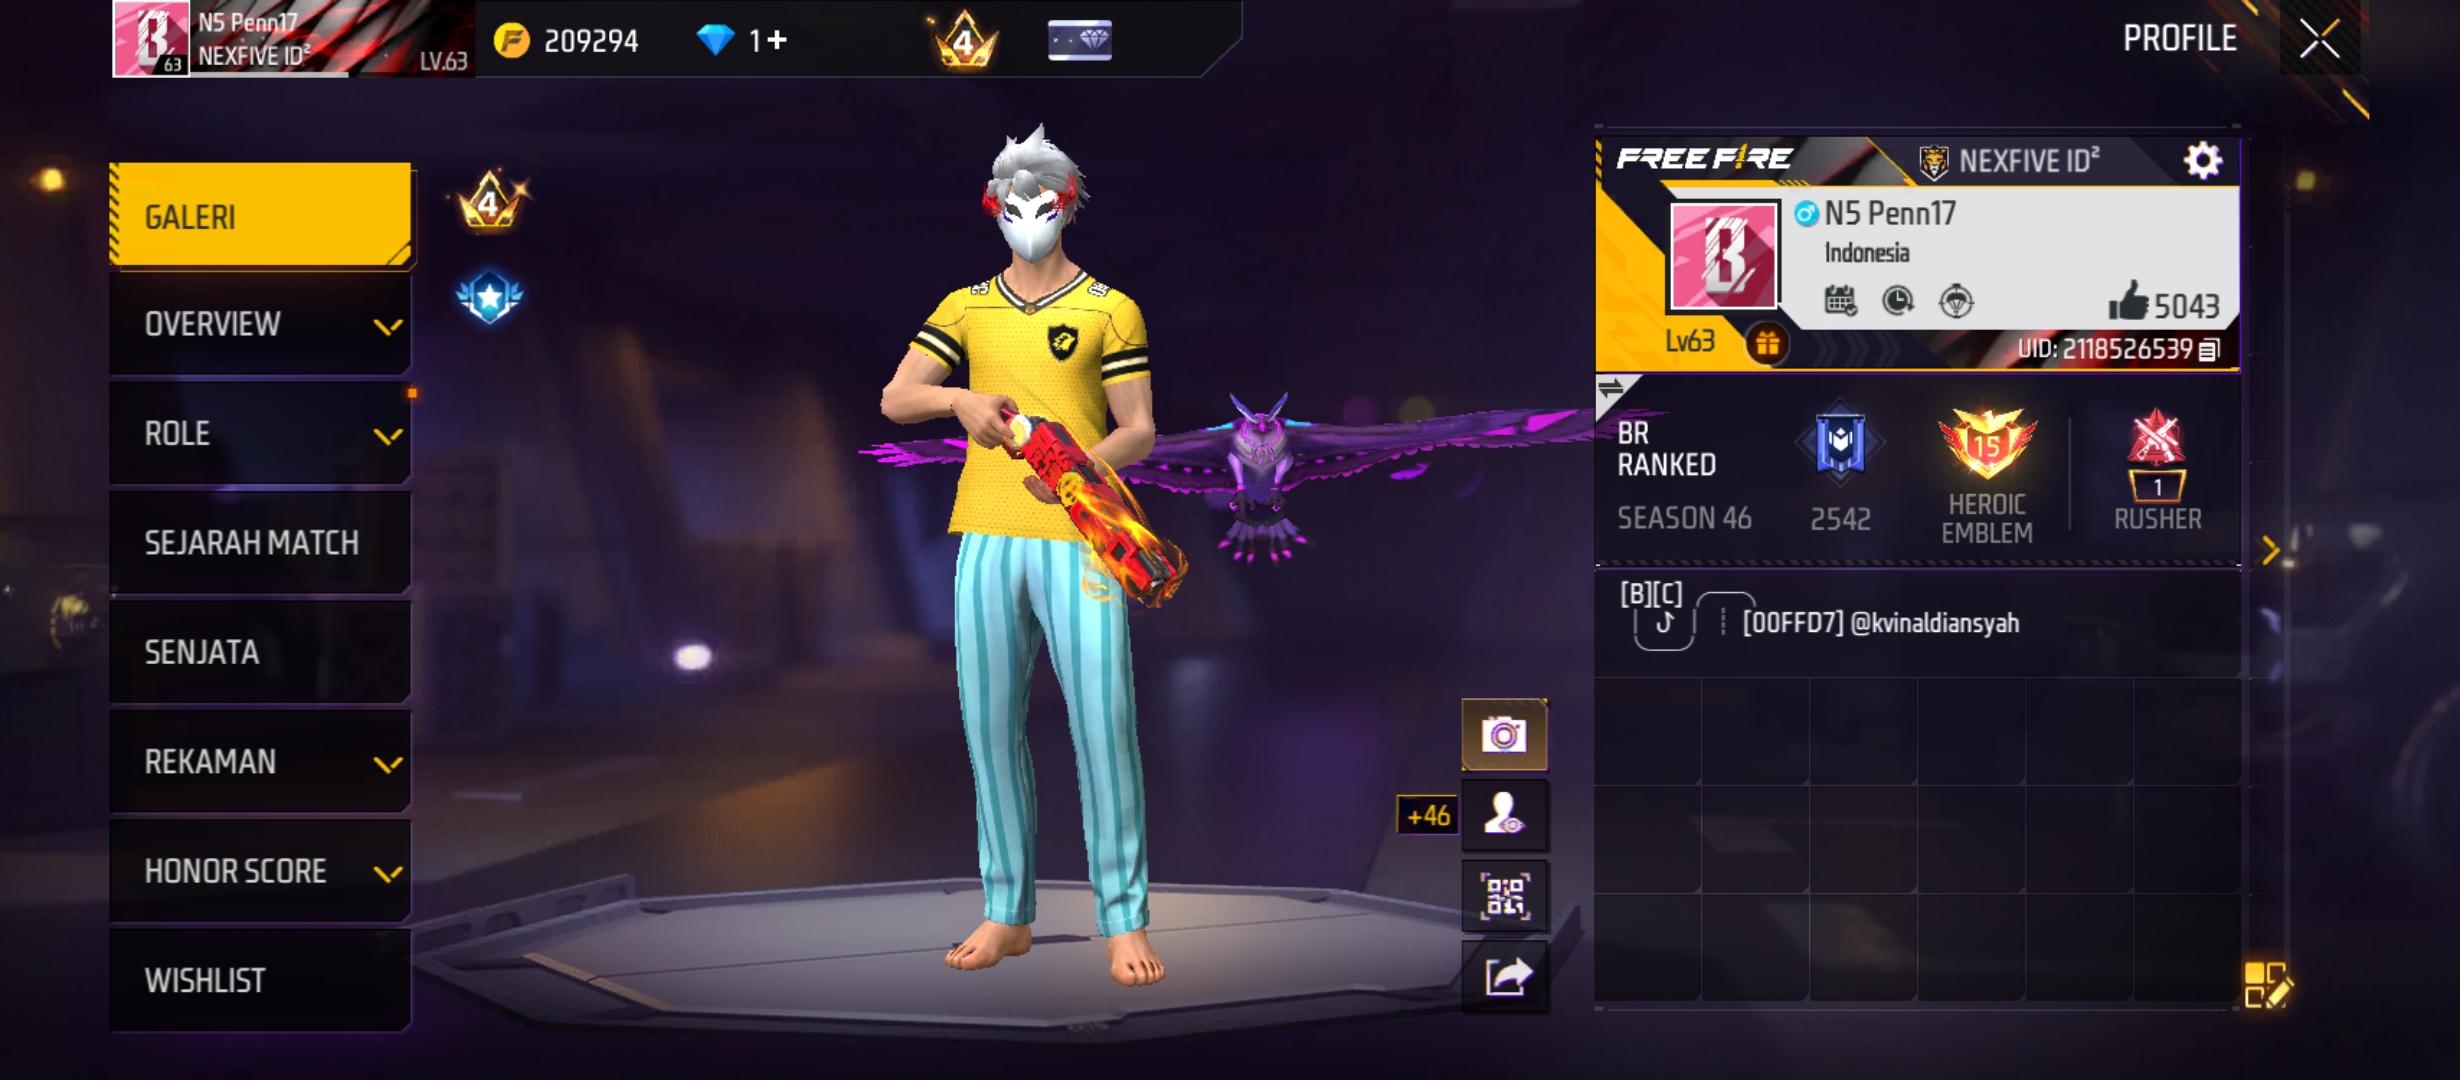 N5 Penn17
NEXFIVE ID²
63
LV.63
209294
1+
4
PROFILE
GALERI
OVERVIEW
ROLE
SEJARAH MATCH
SENJATA
REKAMAN
HONOR SCORE
WISHLIST
4
+46
FREE FIRE
NEXFIVE ID²
N5 Penn17
Indonesia
5043
Lv63
UID: 2118526539
BR RANKED
SEASON 46
2542
15
HEROIC EMBLEM
1
RUSHER
[B][C]
[00FFD7] @kvinaldiansyah